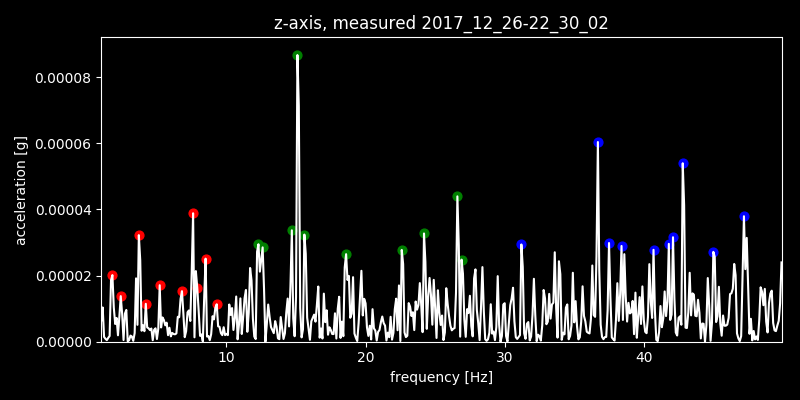 z-axis, measured 2017_12_26-22_30_02
0.00008
0.00006
0.00004
0.00002
0.00000
acceleration [g]
10 20 30 40
frequency [Hz]